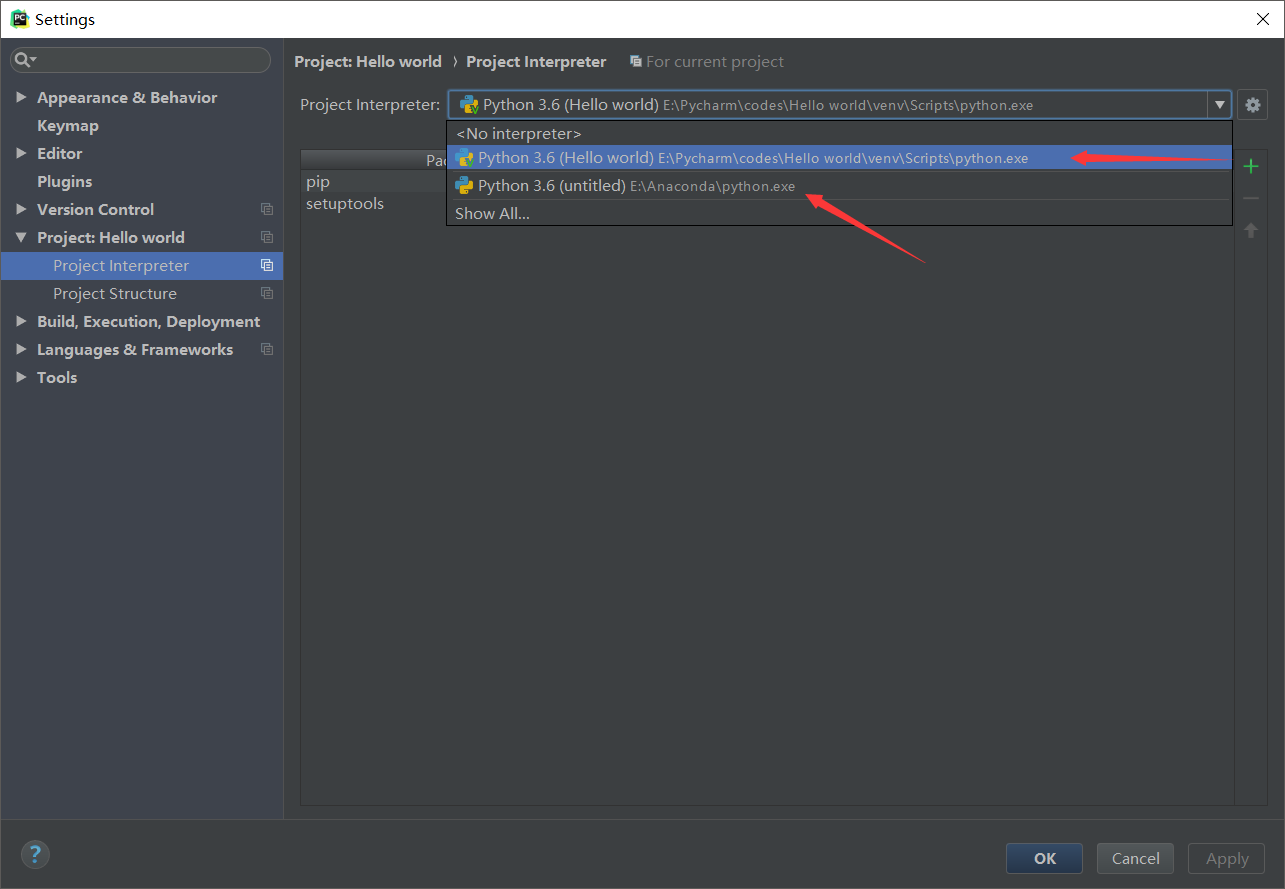 Settings
Appearance & Behavior
Keymap
Editor
Plugins
Version Control
Project: Hello world
Project Interpreter
Project Structure
Build, Execution, Deployment
Languages & Frameworks
Tools
Project: Hello world › Project Interpreter For current project
Project Interpreter: Python 3.6 (Hello world) E:\Pycharm\codes\Hello world\venv\Scripts\python.exe
<No interpreter>
Python 3.6 (Hello world) E:\Pycharm\codes\Hello world\venv\Scripts\python.exe
Python 3.6 (untitled) E:\Anaconda\python.exe
Show All...
pip
setuptools
?
OK Cancel Apply